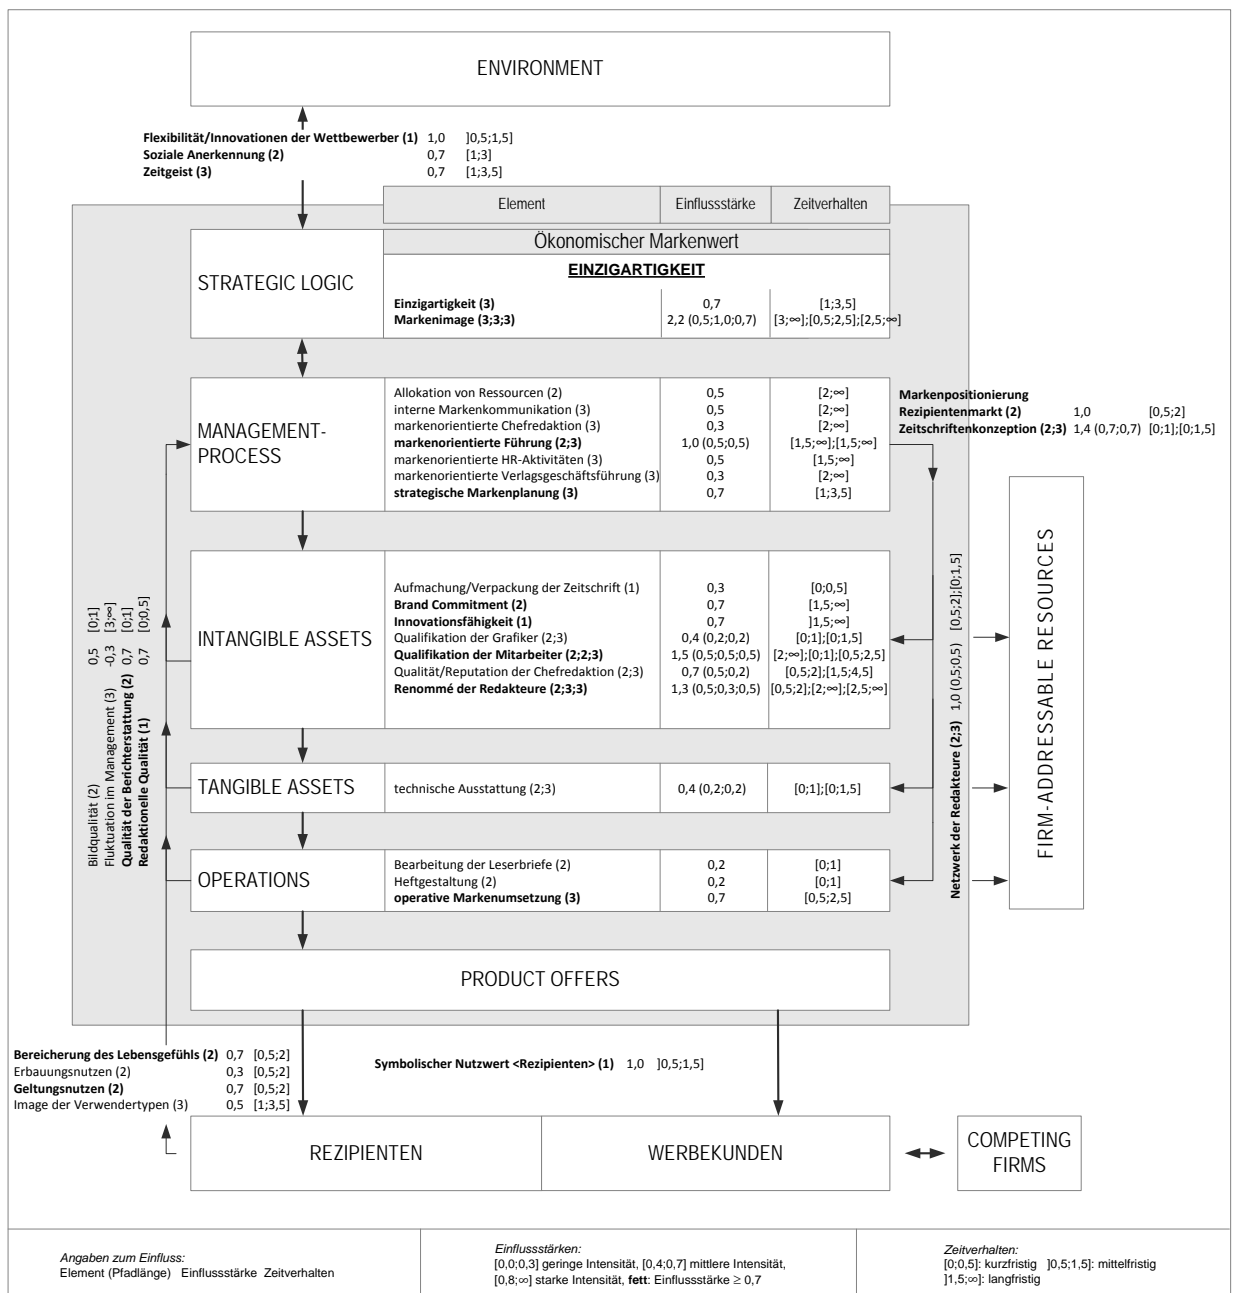 ENVIRONMENT
Flexibilität/Innovationen der Wettbewerber (1) 1,0 ]0,5;1,5]
Soziale Anerkennung (2) 0,7 [1;3]
Zeitgeist (3) 0,7 [1;3,5]
Element Einflussstärke Zeitverhalten
Ökonomischer Markenwert
STRATEGIC LOGIC
EINZIGARTIGKEIT
Einzigartigkeit (3) 0,7 [1;3,5]
Markenimage (3;3;3) 2,2 (0,5;1,0;0,7) [3;∞];[0,5;2,5];[2,5;∞]
MANAGEMENT-
PROCESS
Allokation von Ressourcen (2) 0,5 [2;∞]
interne Markenkommunikation (3) 0,5 [2;∞]
markenorientierte Chefredaktion (3) 0,3 [2;∞]
markenorientierte Führung (2;3) 1,0 (0,5;0,5) [1,5;∞];[1,5;∞]
markenorientierte HR-Aktivitäten (3) 0,5 [1,5;∞]
markenorientierte Verlagsgeschäftsführung (3) 0,3 [2;∞]
strategische Markenplanung (3) 0,7 [1;3,5]
Markenpositionierung
Rezipientenmarkt (2) 1,0 [0,5;2]
Zeitschriftenkonzeption (2;3) 1,4 (0,7;0,7) [0;1];[0;1,5]
INTANGIBLE ASSETS
Aufmachung/Verpackung der Zeitschrift (1) 0,3 [0;0,5]
Brand Commitment (2) 0,7 [1,5;∞]
Innovationsfähigkeit (1) 0,7 ]1,5;∞]
Qualifikation der Grafiker (2;3) 0,4 (0,2;0,2) [0;1];[0;1,5]
Qualifikation der Mitarbeiter (2;2;3) 1,5 (0,5;0,5;0,5) [2;∞];[0;1];[0,5;2,5]
Qualität/Reputation der Chefredaktion (2;3) 0,7 (0,5;0,2) [0,5;2];[1,5;4,5]
Renommé der Redakteure (2;3;3) 1,3 (0,5;0,3;0,5) [0,5;2];[2;∞];[2,5;∞]
TANGIBLE ASSETS
technische Ausstattung (2;3) 0,4 (0,2;0,2) [0;1];[0;1,5]
OPERATIONS
Bearbeitung der Leserbriefe (2) 0,2 [0;1]
Heftgestaltung (2) 0,2 [0;1]
operative Markenumsetzung (3) 0,7 [0,5;2,5]
Bildqualität (2) 0,5 [0;1]
Fluktuation im Management (3) -0,3 [3;∞]
Qualität der Berichterstattung (2) 0,7 [0;1]
Redaktionelle Qualität (1) 0,7 [0;0,5]
Netzwerk der Redakteure (2;3) 1,0 (0,5;0,5) [0,5;2];[0;1,5]
FIRM-ADDRESSABLE RESOURCES
PRODUCT OFFERS
Bereicherung des Lebensgefühls (2) 0,7 [0,5;2]
Erbauungsnutzen (2) 0,3 [0,5;2]
Geltungsnutzen (2) 0,7 [0,5;2]
Image der Verwendertypen (3) 0,5 [1;3,5]
Symbolischer Nutzwert <Rezipienten> (1) 1,0 ]0,5;1,5]
REZIPIENTEN
WERBEKUNDEN
COMPETING
FIRMS
Angaben zum Einfluss:
Element (Pfadlänge) Einflussstärke Zeitverhalten
Einflussstärken:
[0,0;0,3] geringe Intensität, [0,4;0,7] mittlere Intensität,
[0,8;∞] starke Intensität, fett: Einflussstärke ≥ 0,7
Zeitverhalten:
[0;0,5]: kurzfristig ]0,5;1,5]: mittelfristig
]1,5;∞]: langfristig